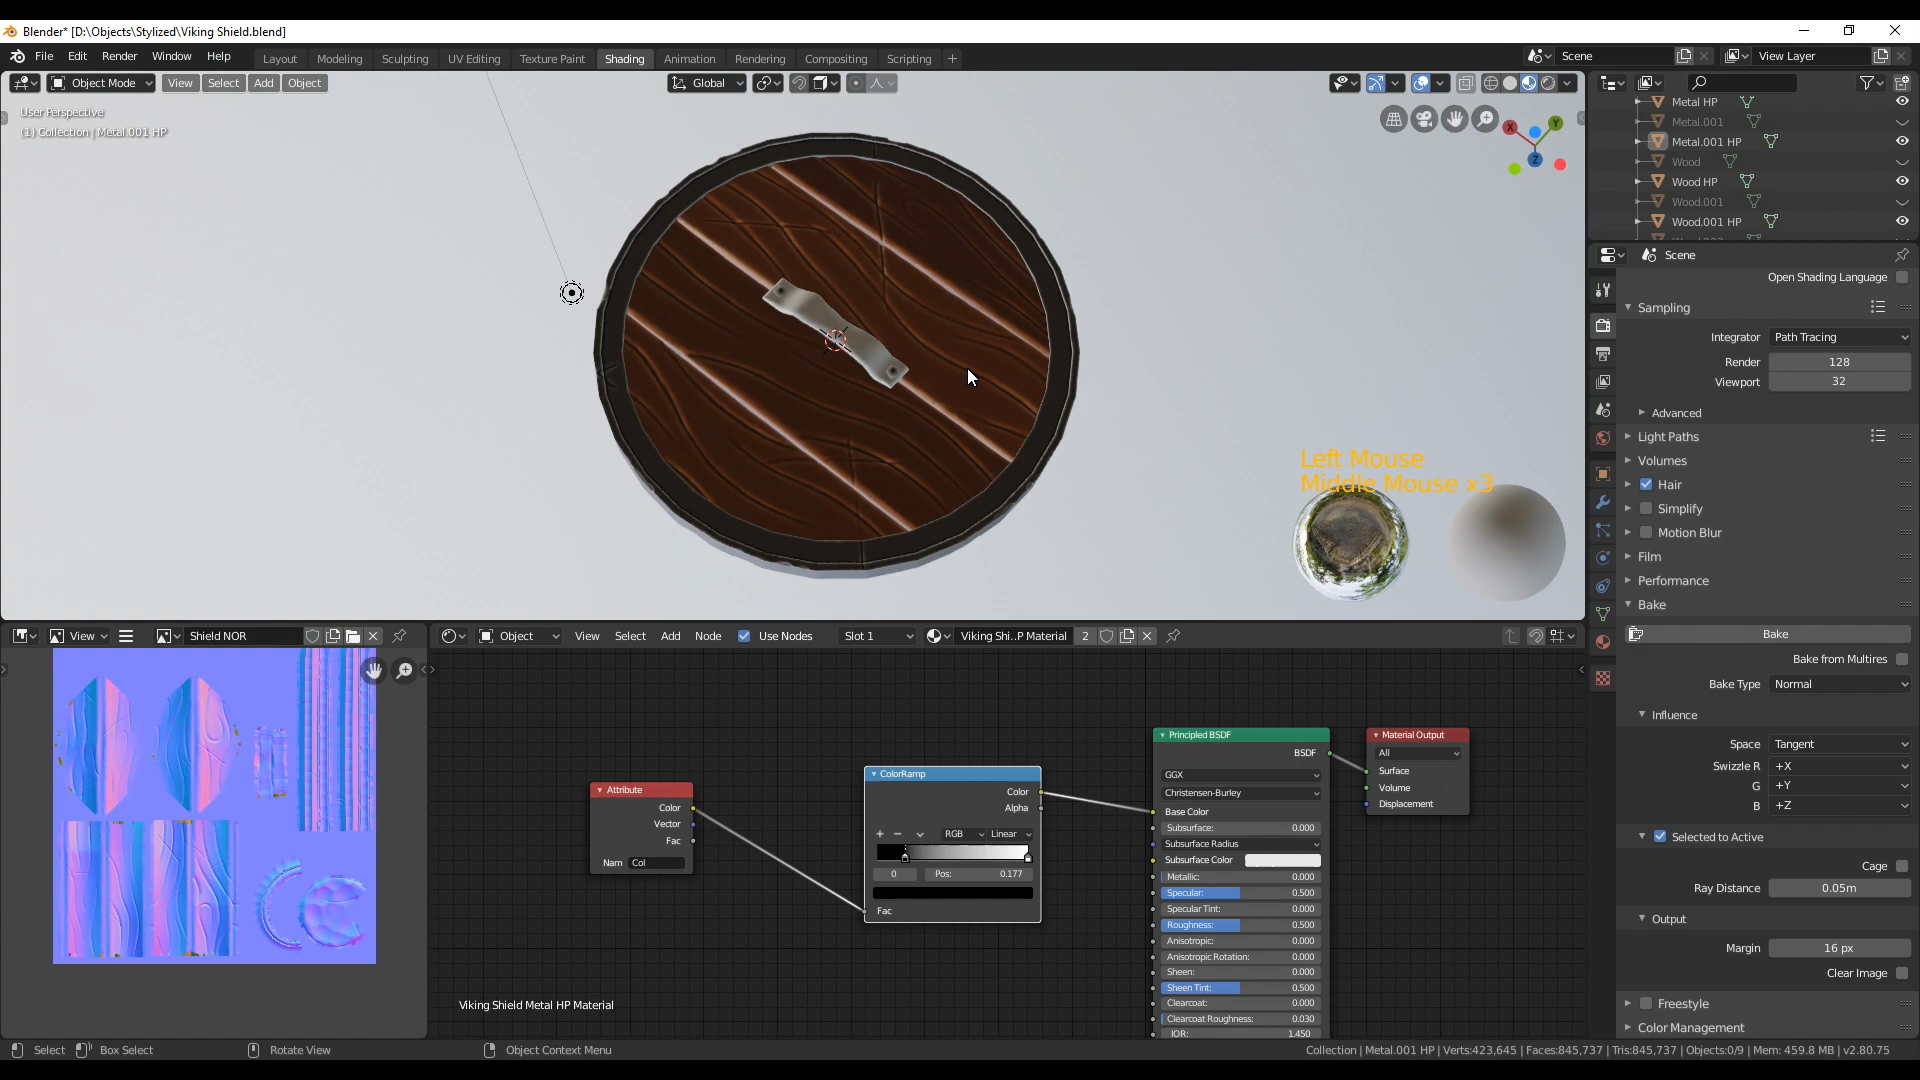 Blender* [D:\Objects\Stylized\Viking Shield.blend]
File Edit Render Window Help
Layout Modeling Sculpting UV Editing Texture Paint Shading Animation Rendering Compositing Scripting +
Scene View Layer
Object Mode View Select Add Object Global
User Perspective
(1) Collection | Metal.001 HP
X Y Z
Left Mouse
Middle Mouse x3
Metal HP
Metal.001
Metal.001 HP
Wood
Wood HP
Wood.001
Wood.001 HP
Scene
Open Shading Language
Sampling
Integrator Path Tracing
Render 128
Viewport 32
Advanced
Light Paths
Volumes
Hair
Simplify
Motion Blur
Film
Performance
Bake
Bake
Bake from Multires
Bake Type Normal
Influence
Space Tangent
Swizzle R +X
G +Y
B +Z
Selected to Active
Cage
Ray Distance 0.05m
Output
Margin 16 px
Clear Image
Freestyle
Color Management
View Shield NOR
Object View Select Add Node Use Nodes Slot 1 Viking Shi..P Material 2
Attribute
Color
Vector
Fac
Nam Col
ColorRamp
Color
Alpha
+ − RGB Linear
0 Pos: 0.177
Fac
Principled BSDF
BSDF
GGX
Christensen-Burley
Base Color
Subsurface: 0.000
Subsurface Radius
Subsurface Color
Metallic: 0.000
Specular: 0.500
Specular Tint: 0.000
Roughness: 0.500
Anisotropic: 0.000
Anisotropic Rotation: 0.000
Sheen: 0.000
Sheen Tint: 0.500
Clearcoat: 0.000
Clearcoat Roughness: 0.030
IOR: 1.450
Material Output
All
Surface
Volume
Displacement
Viking Shield Metal HP Material
Select Box Select Rotate View Object Context Menu
Collection | Metal.001 HP | Verts:423,645 | Faces:845,737 | Tris:845,737 | Objects:0/9 | Mem: 459.8 MB | v2.80.75